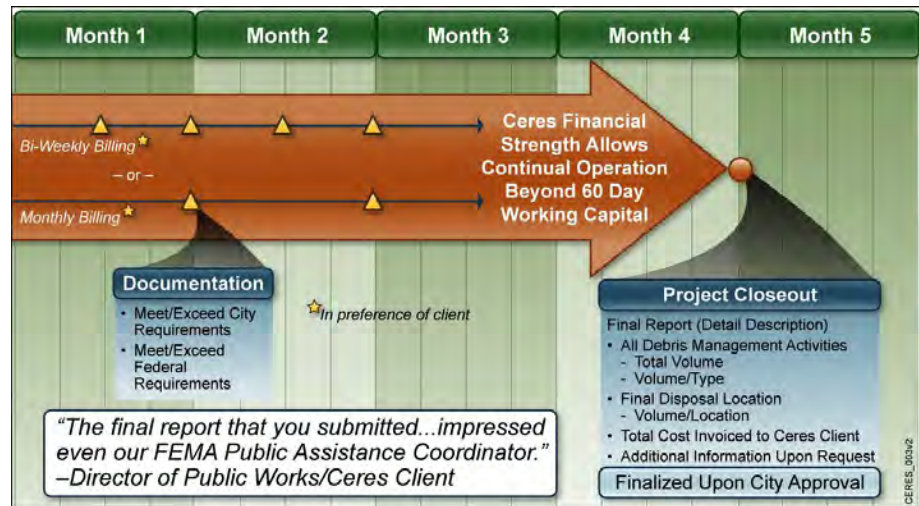 Month 1
Month 2
Month 3
Month 4
Month 5
Bi-Weekly Billing
– or –
Monthly Billing
Ceres Financial
Strength Allows
Continual Operation
Beyond 60 Day
Working Capital
Documentation
• Meet/Exceed City
Requirements
• Meet/Exceed
Federal
Requirements
In preference of client
Project Closeout
Final Report (Detail Description)
• All Debris Management Activities
- Total Volume
- Volume/Type
• Final Disposal Location
- Volume/Location
• Total Cost Invoiced to Ceres Client
• Additional Information Upon Request
Finalized Upon City Approval
“The final report that you submitted...impressed
even our FEMA Public Assistance Coordinator.”
–Director of Public Works/Ceres Client
CERES_003v2